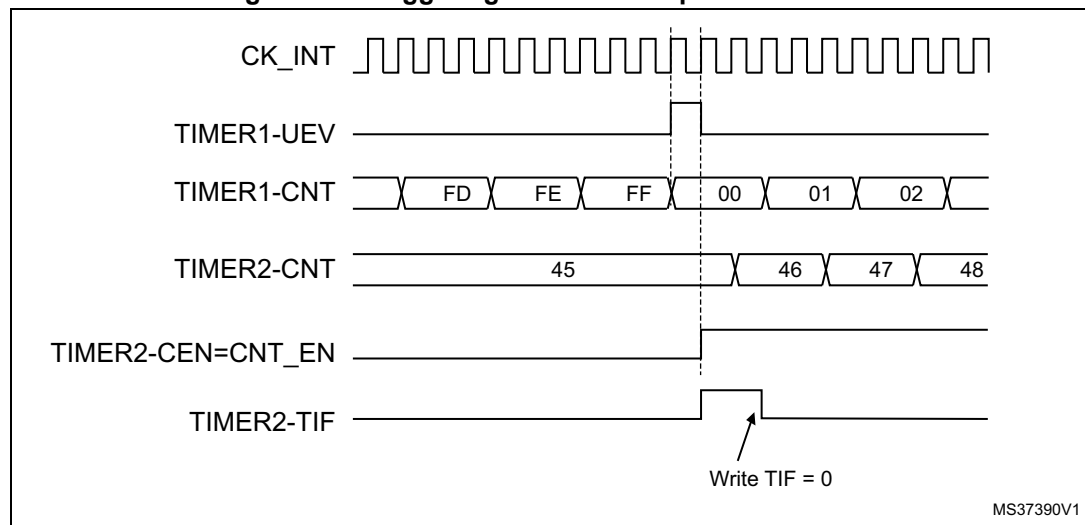 CK_INT
TIMER1-UEV
TIMER1-CNT FD FE FF 00 01 02
TIMER2-CNT 45 46 47 48
TIMER2-CEN=CNT_EN
TIMER2-TIF
Write TIF = 0
MS37390V1